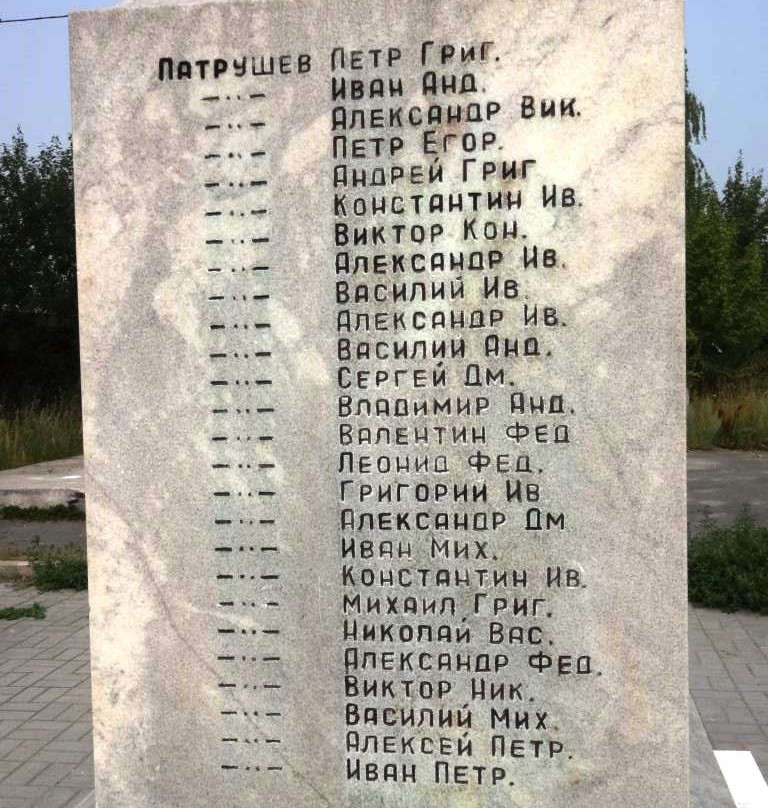 Патрушев Петр Григ.
–··– Иван Анд.
–··– Александр Вик.
–··– Петр Егор.
–··– Андрей Григ
–··– Константин Ив.
–··– Виктор Кон.
–··– Александр Ив.
–··– Василий Ив.
–··– Александр Ив.
–··– Василий Анд.
–··– Сергей Дм.
–··– Владимир Анд.
–··– Валентин Фед
–··– Леонид Фед.
–··– Григорий Ив
–··– Александр Дм
–··– Иван Мих.
–··– Константин Ив.
–··– Михаил Григ.
–··– Николай Вас.
–··– Александр Фед.
–··– Виктор Ник.
–··– Василий Мих.
–··– Алексей Петр.
–··– Иван Петр.